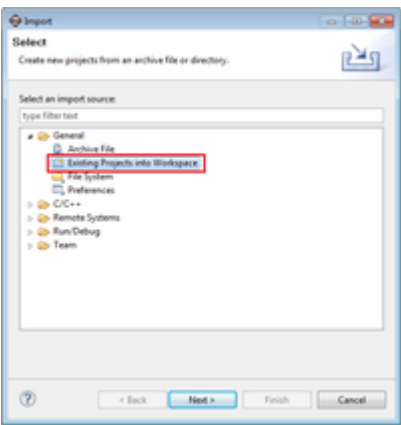 Import
Select
Create new projects from an archive file or directory.
Select an import source:
type filter text
General
Archive File
Existing Projects into Workspace
File System
Preferences
C/C++
Remote Systems
Run/Debug
Team
? < Back Next > Finish Cancel